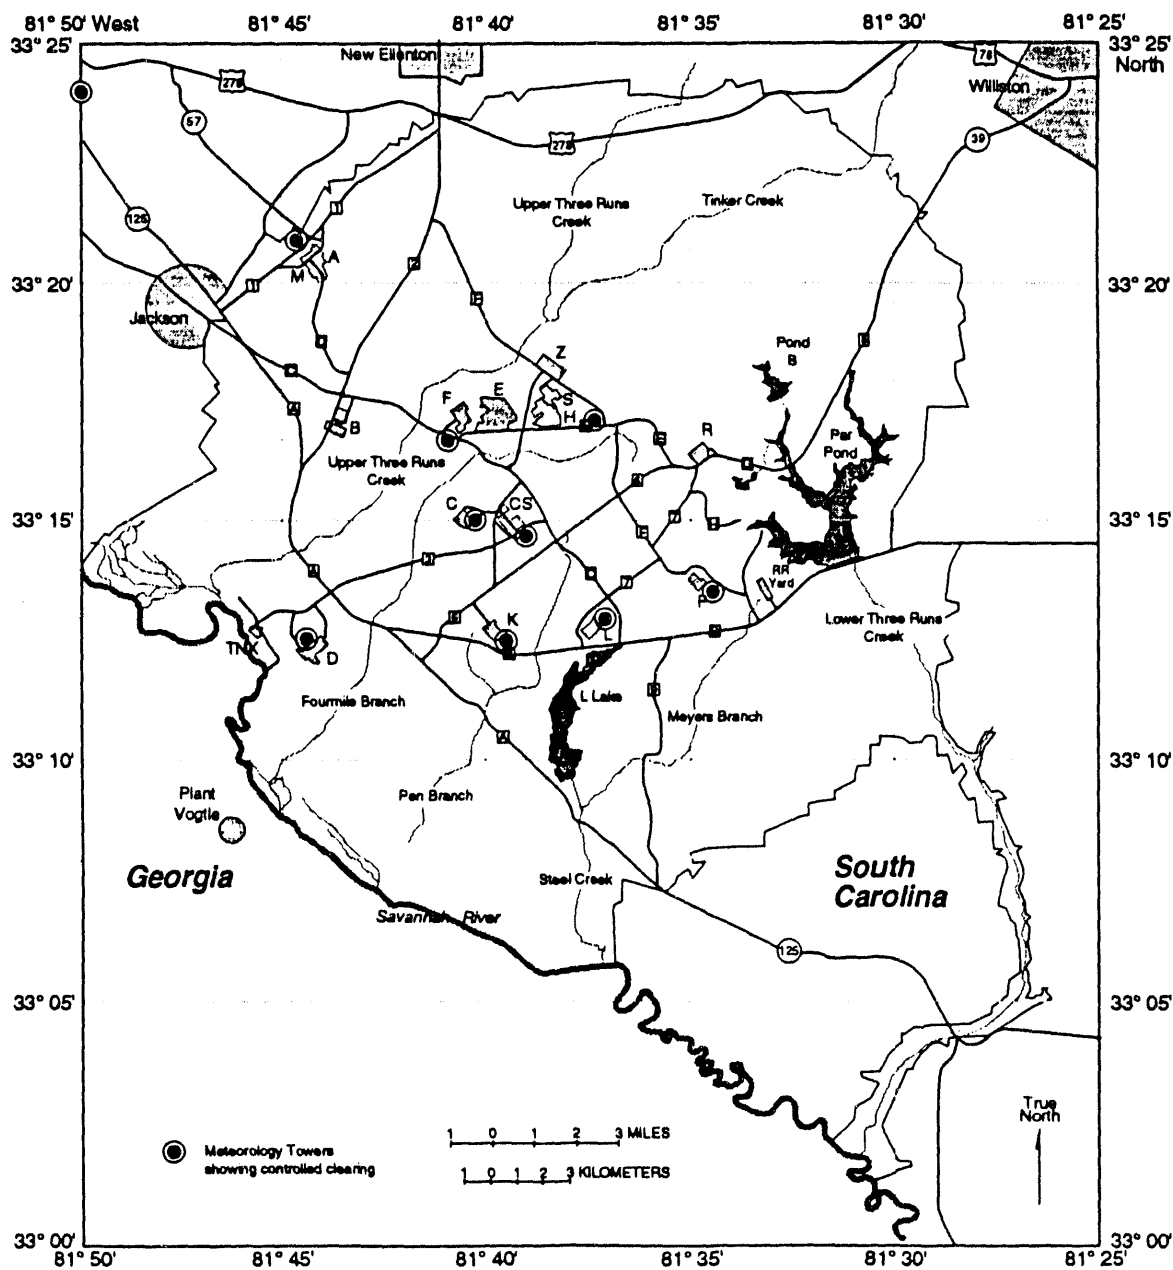 81° 50' West 81° 45' 81° 40' 81° 35' 81° 30' 81° 25'
33° 25'
33° 25'
North
New Ellenton
78
Williston
278
57
278
39
125
Upper Three Runs
Creek
Tinker Creek
1
2
M
A
33° 20'
33° 20'
1
Jackson
Pond
B
Z
F
E
S
H
B
R
Par
Pond
Upper Three Runs
Creek
C
CS
33° 15'
33° 15'
7
3
RR
Yard
7
P
Lower Three Runs
Creek
K
L
TNX
D
Fourmile Branch
L Lake
Meyers Branch
33° 10'
33° 10'
Plant
Vogtle
Pen Branch
Georgia
South
Carolina
Steel Creek
Savannah River
125
33° 05'
33° 05'
True
North
Meteorology Towers
showing controlled clearing
1 0 1 2 3 MILES
1 0 1 2 3 KILOMETERS
33° 00'
33° 00'
81° 50' 81° 45' 81° 40' 81° 35' 81° 30' 81° 25'